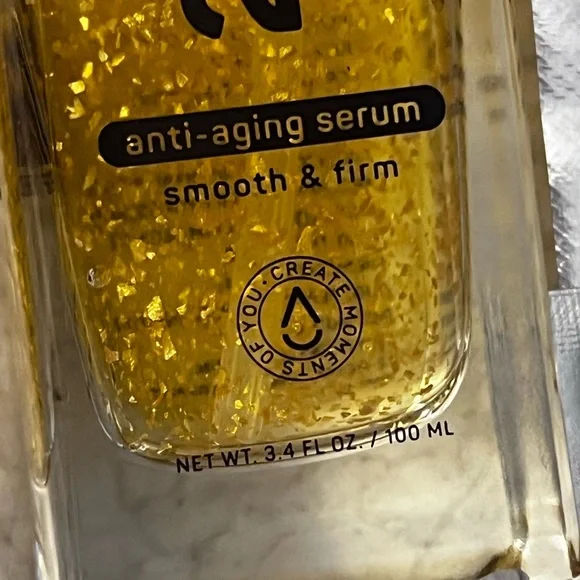 anti-aging serum
smooth & firm
CREATE MOMENTS OF YOU •
NET WT. 3.4 FL OZ. / 100 ML